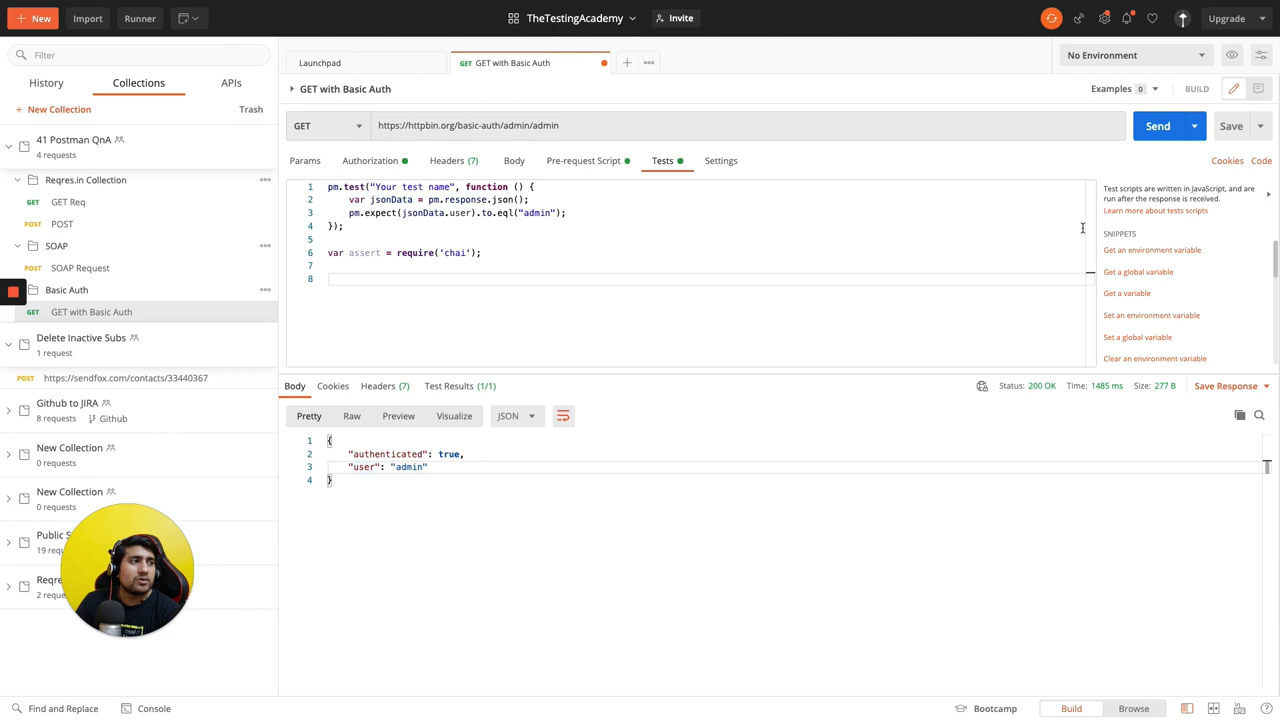 New
Import
Runner
TheTestingAcademy
Invite
Upgrade
Filter
History
Collections
APIs
New Collection
Trash
41 Postman QnA
4 requests
Reqres.in Collection
GET GET Req
POST POST
SOAP
POST SOAP Request
Basic Auth
GET GET with Basic Auth
Delete Inactive Subs
1 request
POST https://sendfox.com/contacts/33440367
Github to JIRA
8 requests Github
New Collection
0 requests
New Collection
0 requests
Public
19
2
Launchpad
GET GET with Basic Auth
No Environment
GET with Basic Auth
Examples 0
BUILD
GET https://httpbin.org/basic-auth/admin/admin
Send
Save
Params
Authorization
Headers (7)
Body
Pre-request Script
Tests
Settings
Cookies
Code
1 pm.test("Your test name", function () {
2 var jsonData = pm.response.json();
3 pm.expect(jsonData.user).to.eql("admin");
4 });
5
6 var assert = require('chai');
7
8
Test scripts are written in JavaScript, and are
run after the response is received.
Learn more about tests scripts
SNIPPETS
Get an environment variable
Get a global variable
Get a variable
Set an environment variable
Set a global variable
Clear an environment variable
Body
Cookies
Headers (7)
Test Results (1/1)
Status: 200 OK
Time: 1485 ms
Size: 277 B
Save Response
Pretty
Raw
Preview
Visualize
JSON
1 {
2 "authenticated": true,
3 "user": "admin"
4 }
Find and Replace
Console
Bootcamp
Build
Browse